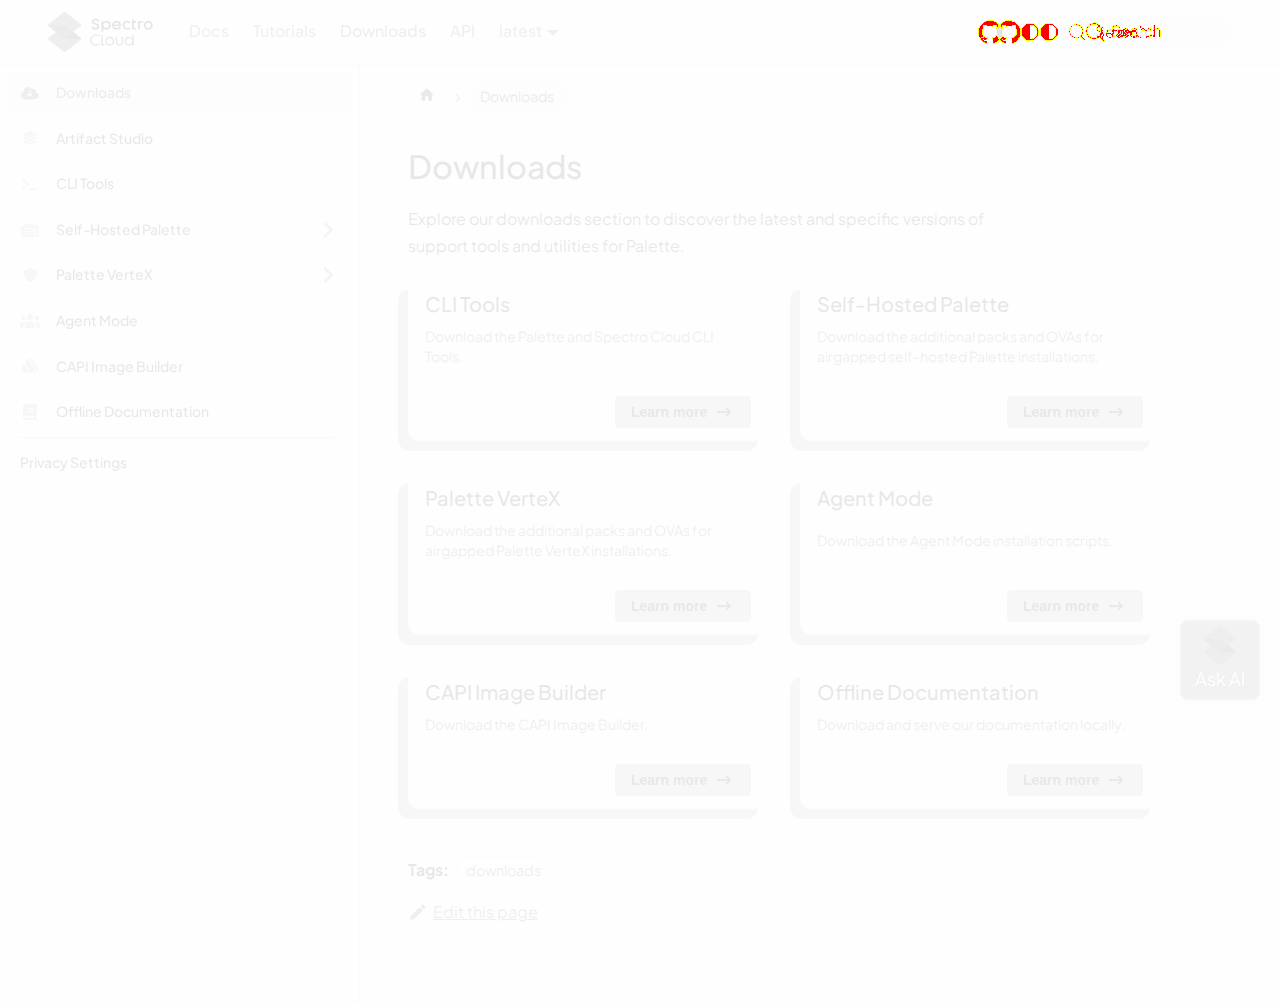 Spectro Cloud Docs Tutorials Downloads API latest Search
Downloads
Artifact Studio
CLI Tools
Self-Hosted Palette
Palette VerteX
Agent Mode
CAPI Image Builder
Offline Documentation
Privacy Settings
Downloads
Downloads
Explore our downloads section to discover the latest and specific versions of
support tools and utilities for Palette.
CLI Tools
Download the Palette and Spectro Cloud CLI
Tools.
Learn more
Self-Hosted Palette
Download the additional packs and OVAs for
airgapped self-hosted Palette installations.
Learn more
Palette VerteX
Download the additional packs and OVAs for
airgapped Palette VerteX installations.
Learn more
Agent Mode
Download the Agent Mode installation scripts.
Learn more
CAPI Image Builder
Download the CAPI Image Builder.
Learn more
Offline Documentation
Download and serve our documentation locally.
Learn more
Ask AI
Tags: downloads
Edit this page